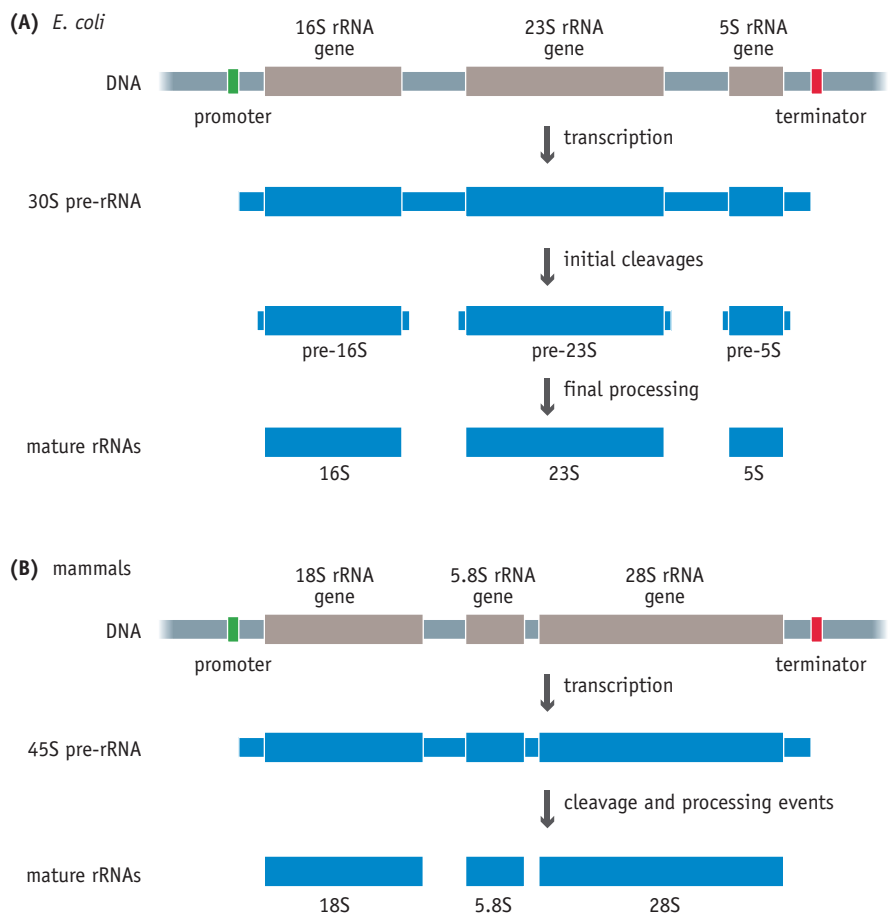 (A) E. coli
16S rRNA
gene
23S rRNA
gene
5S rRNA
gene
DNA
promoter
terminator
transcription
30S pre-rRNA
initial cleavages
pre-16S
pre-23S
pre-5S
final processing
mature rRNAs
16S
23S
5S
(B) mammals
18S rRNA
gene
5.8S rRNA
gene
28S rRNA
gene
DNA
promoter
terminator
transcription
45S pre-rRNA
cleavage and processing events
mature rRNAs
18S
5.8S
28S